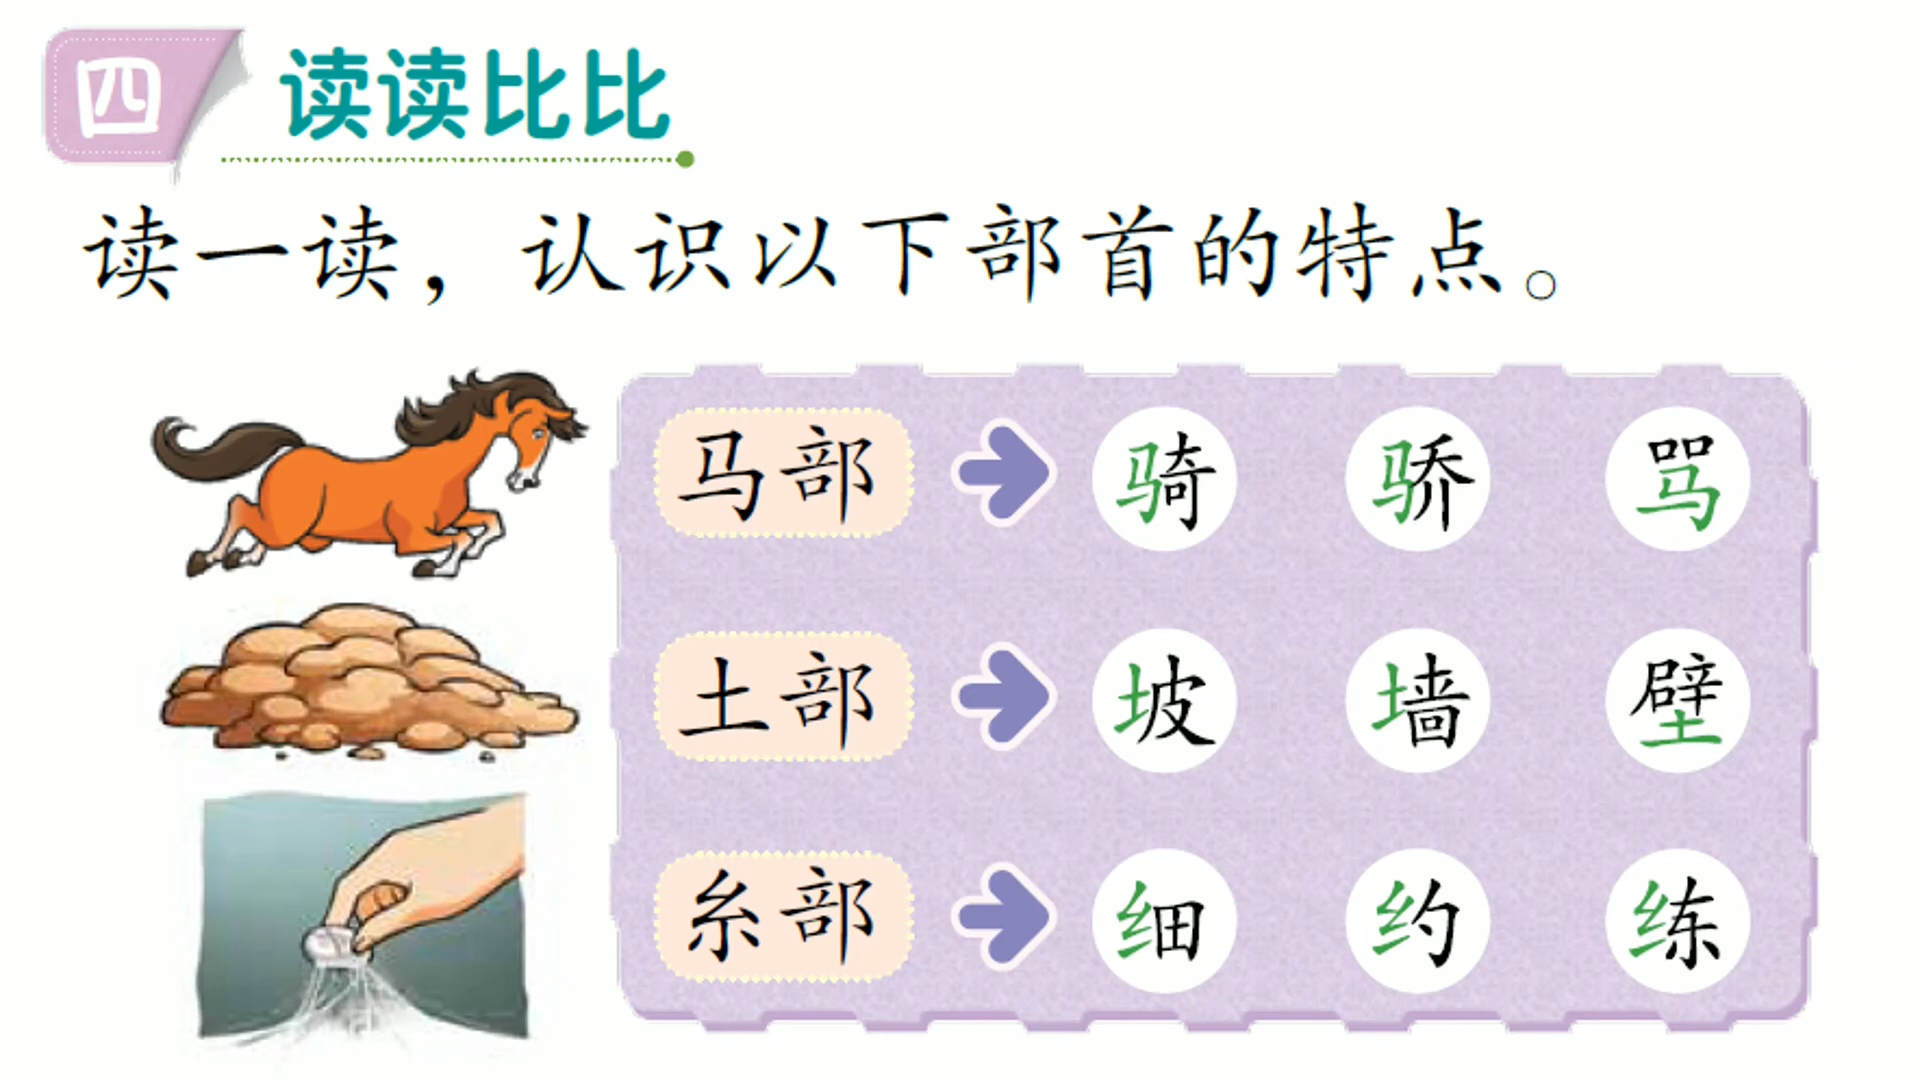 四 读读比比
读一读，认识以下部首的特点。
马部 骑 骄 骂
土部 坡 墙 壁
糸部 细 约 练